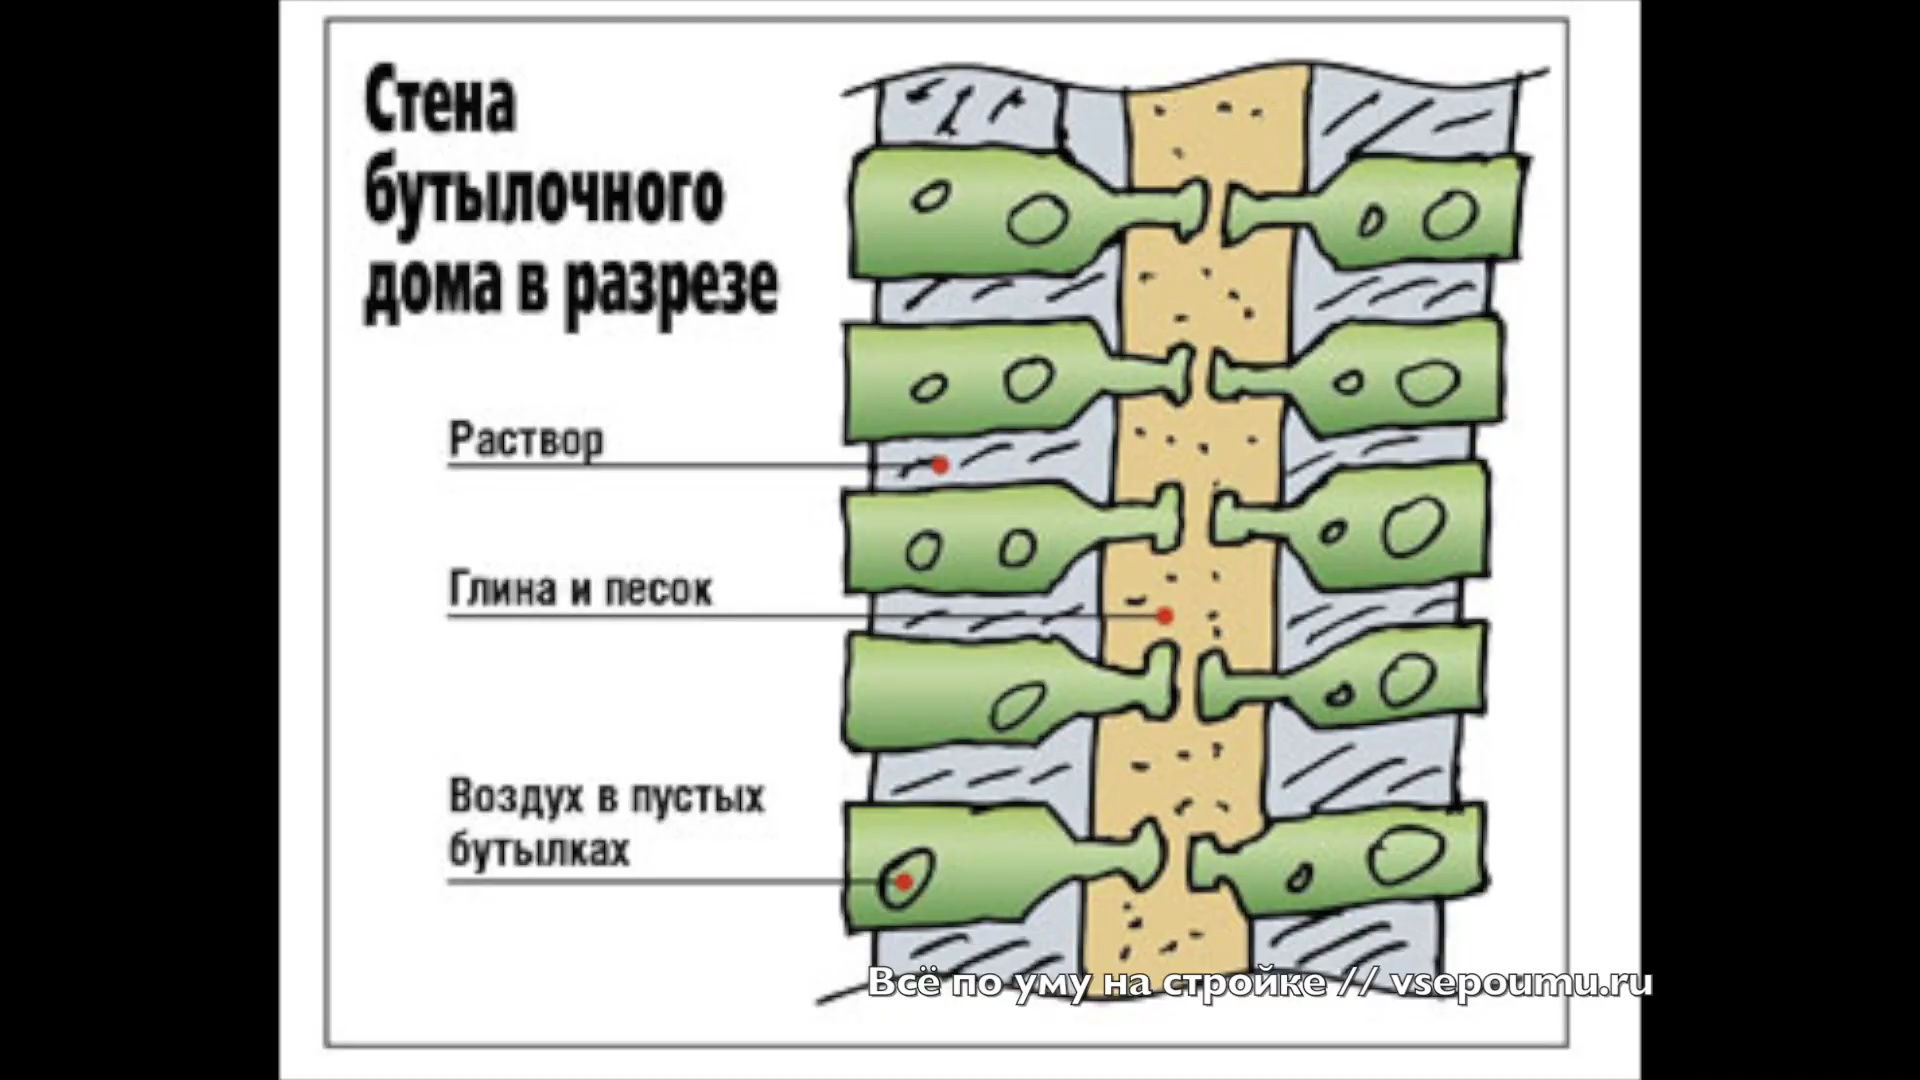 Стена
бутылочного
дома в разрезе
Раствор
Глина и песок
Воздух в пустых
бутылках
Всё по уму на стройке // vsepoumu.ru